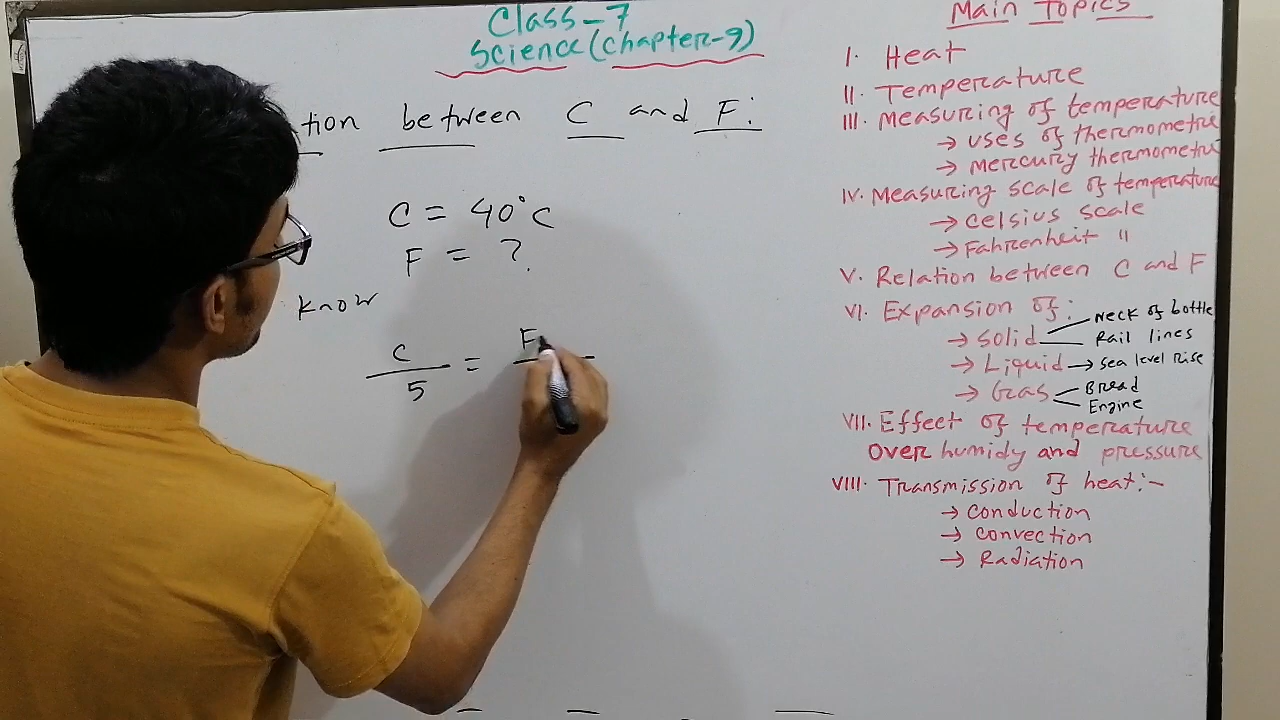 Class-7
Science (chapter-9)
tion between C and F:
C = 40°C
F = ?
know
C/5 = F
Main Topics
I. Heat
II. Temperature
III. Measuring of temperature
→ uses of thermometre
→ Mercury thermometre
IV. Measuring scale of temperature
→ Celsius scale
→ Fahrenheit "
V. Relation between C and F
VI. Expansion of:
→ Solid Neck of bottle
Rail lines
→ Liquid → sea level rise
→ Gas Bread
Engine
VII. Effect of temperature
over humidy and pressure
VIII. Transmission of heat:-
→ Conduction
→ Convection
→ Radiation